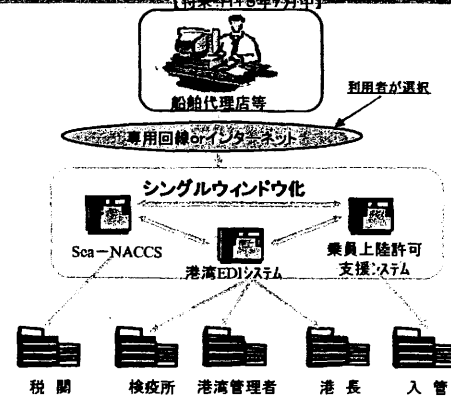 船舶代理店等
利用者が選択
専用回線orインターネット
シングルウィンドウ化
Sea－NACCS
港湾EDIシステム
乗員上陸許可
支援システム
税 関
検疫所
港湾管理者
港 長
入 管